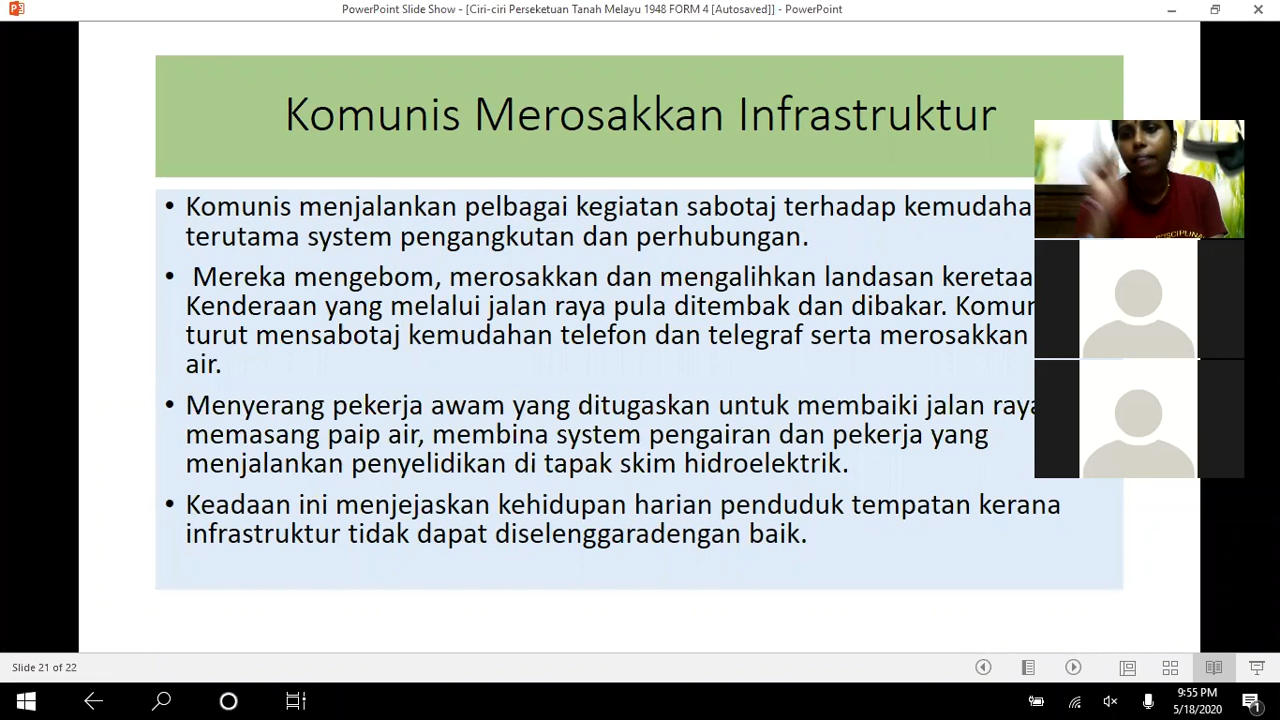 PowerPoint Slide Show - [Ciri-ciri Persekutuan Tanah Melayu 1948 FORM 4 [Autosaved]] - PowerPoint
Komunis Merosakkan Infrastruktur
• Komunis menjalankan pelbagai kegiatan sabotaj terhadap kemudaha
terutama system pengangkutan dan perhubungan.
• Mereka mengebom, merosakkan dan mengalihkan landasan keretaa
Kenderaan yang melalui jalan raya pula ditembak dan dibakar. Komun
turut mensabotaj kemudahan telefon dan telegraf serta merosakkan
air.
• Menyerang pekerja awam yang ditugaskan untuk membaiki jalan raya
memasang paip air, membina system pengairan dan pekerja yang
menjalankan penyelidikan di tapak skim hidroelektrik.
• Keadaan ini menjejaskan kehidupan harian penduduk tempatan kerana
infrastruktur tidak dapat diselenggaradengan baik.
Slide 21 of 22
9:55 PM
5/18/2020
1